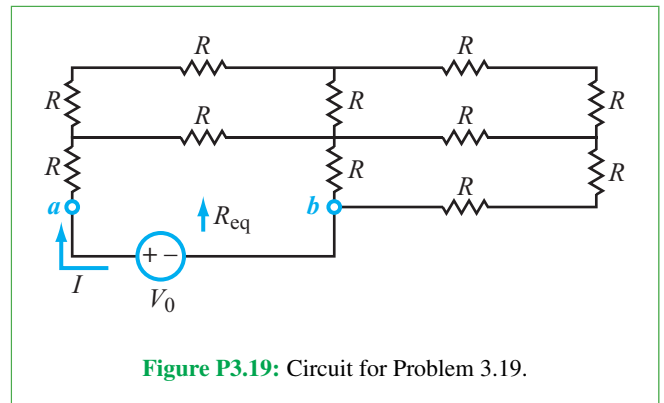 R R
R R R
R R
R R R
R
a b
R_eq
+ −
I
V_0
Figure P3.19: Circuit for Problem 3.19.